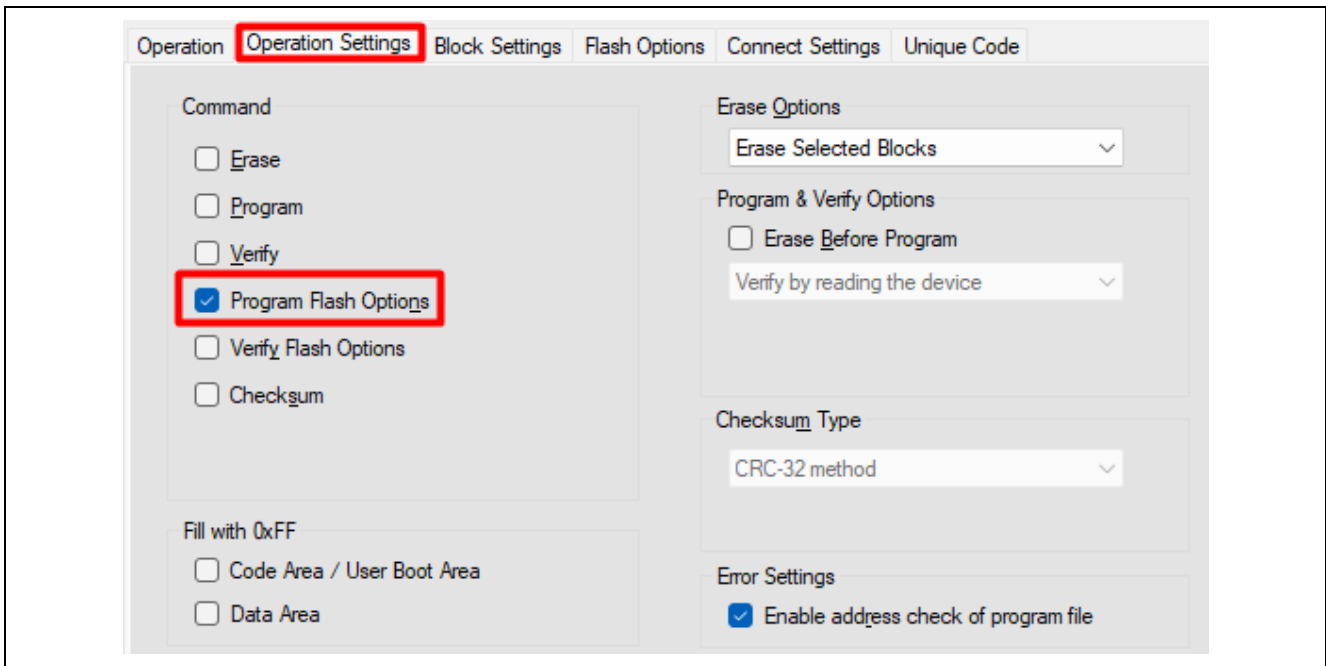 Operation Operation Settings Block Settings Flash Options Connect Settings Unique Code
Command
Erase
Program
Verify
Program Flash Options
Verify Flash Options
Checksum
Fill with 0xFF
Code Area / User Boot Area
Data Area
Erase Options
Erase Selected Blocks
Program & Verify Options
Erase Before Program
Verify by reading the device
Checksum Type
CRC-32 method
Error Settings
Enable address check of program file